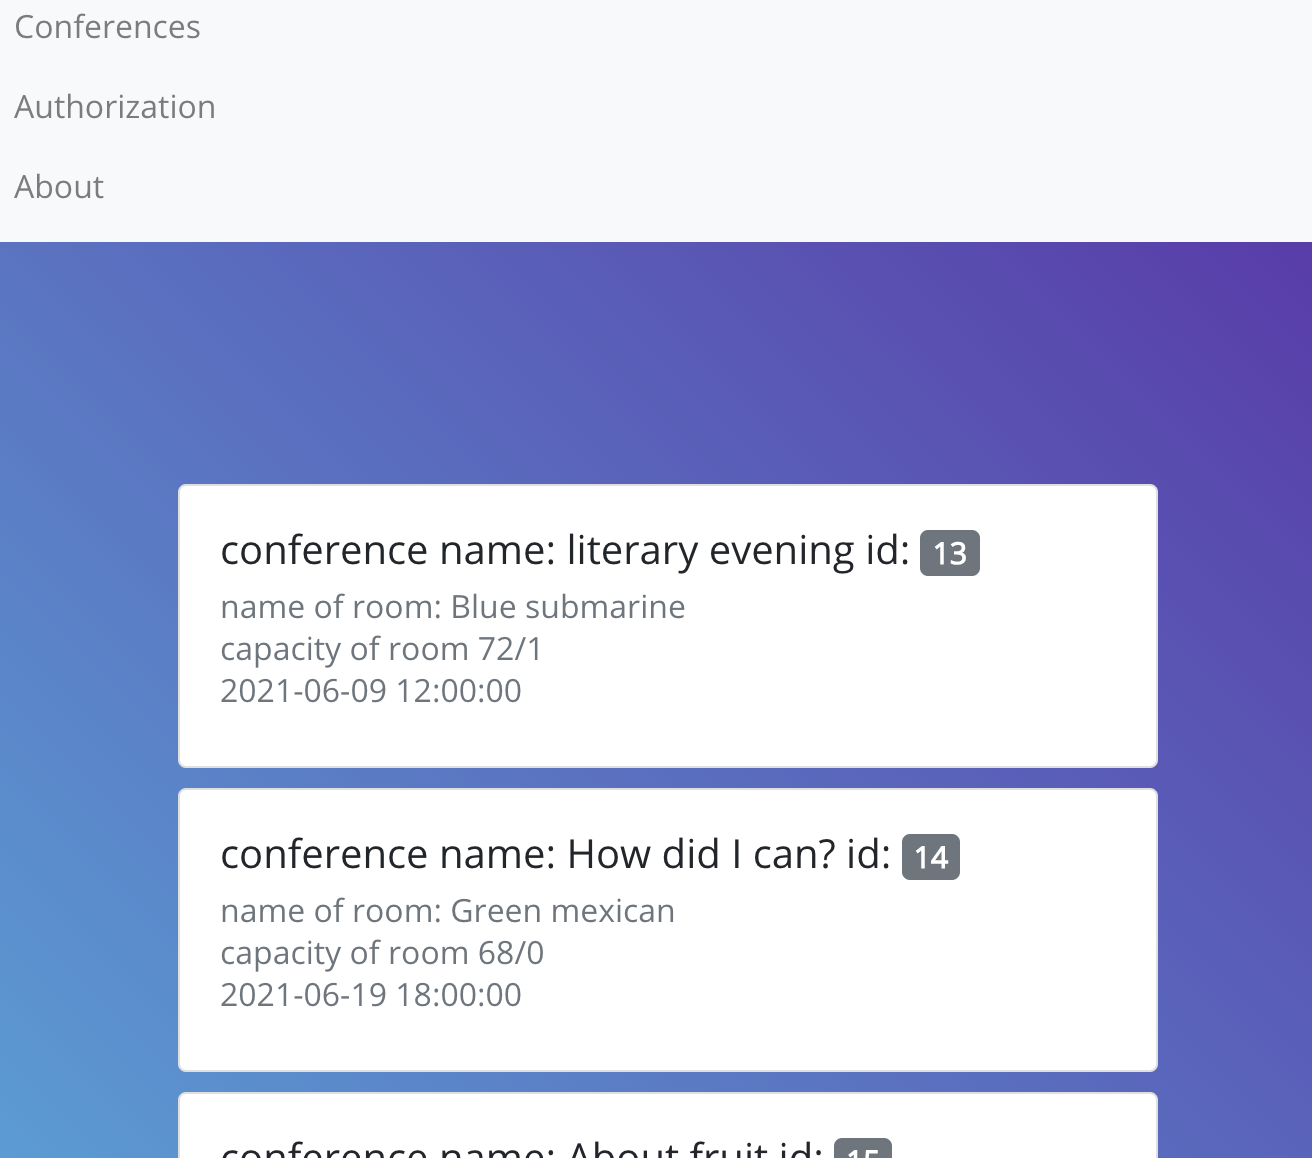 Conferences
Authorization
About
conference name: literary evening id: 13
name of room: Blue submarine
capacity of room 72/1
2021-06-09 12:00:00
conference name: How did I can? id: 14
name of room: Green mexican
capacity of room 68/0
2021-06-19 18:00:00
conference name: About fruit id: 15